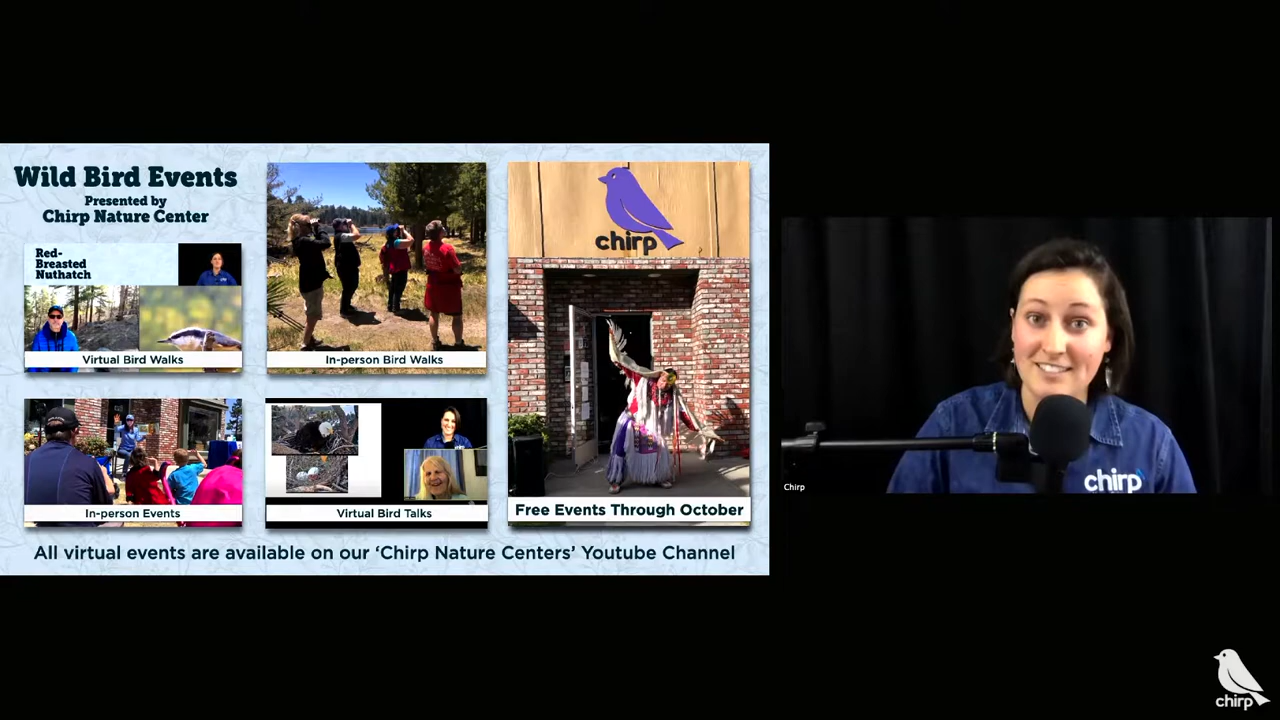 Wild Bird Events
Presented by
Chirp Nature Center
Red-
Breasted
Nuthatch
Virtual Bird Walks
In-person Bird Walks
chirp
In-person Events
Virtual Bird Talks
Free Events Through October
All virtual events are available on our ‘Chirp Nature Centers’ Youtube Channel
chirp
Chirp
chirp